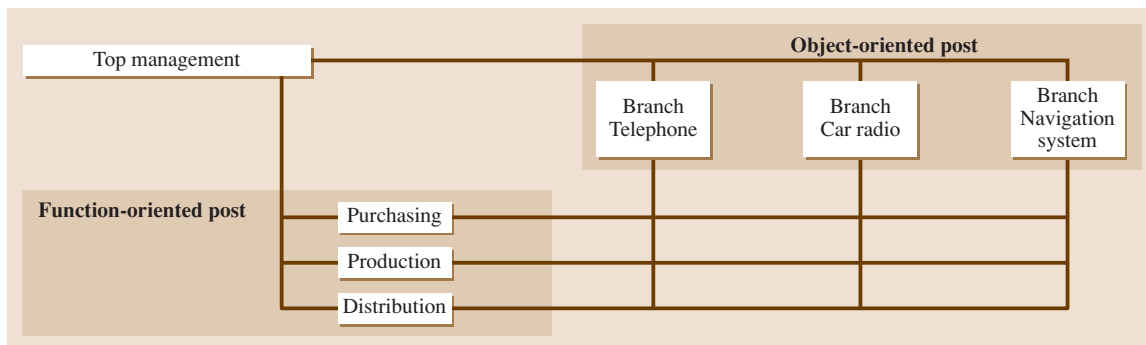 Object-oriented post
Top management
Branch
Telephone
Branch
Car radio
Branch
Navigation
system
Function-oriented post
Purchasing
Production
Distribution